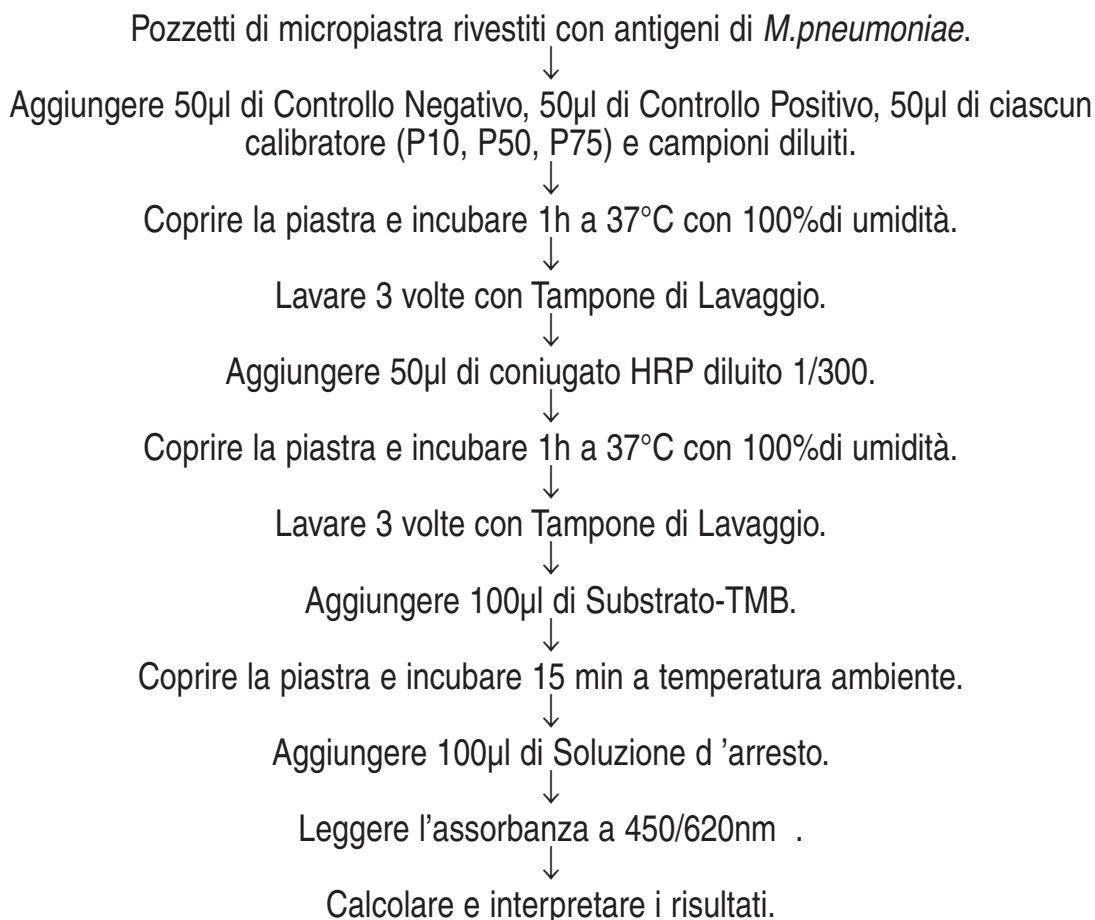 Pozzetti di micropiastra rivestiti con antigeni di M.pneumoniae.
↓
Aggiungere 50µl di Controllo Negativo, 50µl di Controllo Positivo, 50µl di ciascun
calibratore (P10, P50, P75) e campioni diluiti.
↓
Coprire la piastra e incubare 1h a 37°C con 100%di umidità.
↓
Lavare 3 volte con Tampone di Lavaggio.
↓
Aggiungere 50µl di coniugato HRP diluito 1/300.
↓
Coprire la piastra e incubare 1h a 37°C con 100%di umidità.
↓
Lavare 3 volte con Tampone di Lavaggio.
↓
Aggiungere 100µl di Substrato-TMB.
↓
Coprire la piastra e incubare 15 min a temperatura ambiente.
↓
Aggiungere 100µl di Soluzione d 'arresto.
↓
Leggere l'assorbanza a 450/620nm .
↓
Calcolare e interpretare i risultati.